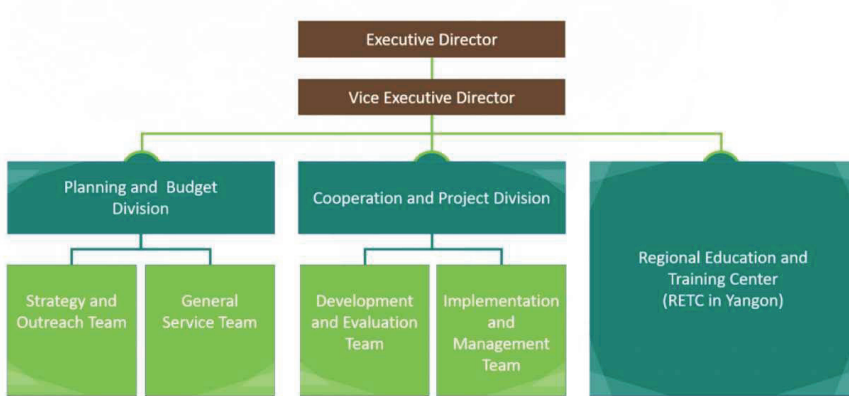 Executive Director
Vice Executive Director
Planning and Budget
Division
Cooperation and Project Division
Regional Education and
Training Center
(RETC in Yangon)
Strategy and
Outreach Team
General
Service Team
Development
and Evaluation
Team
Implementation
and
Management
Team